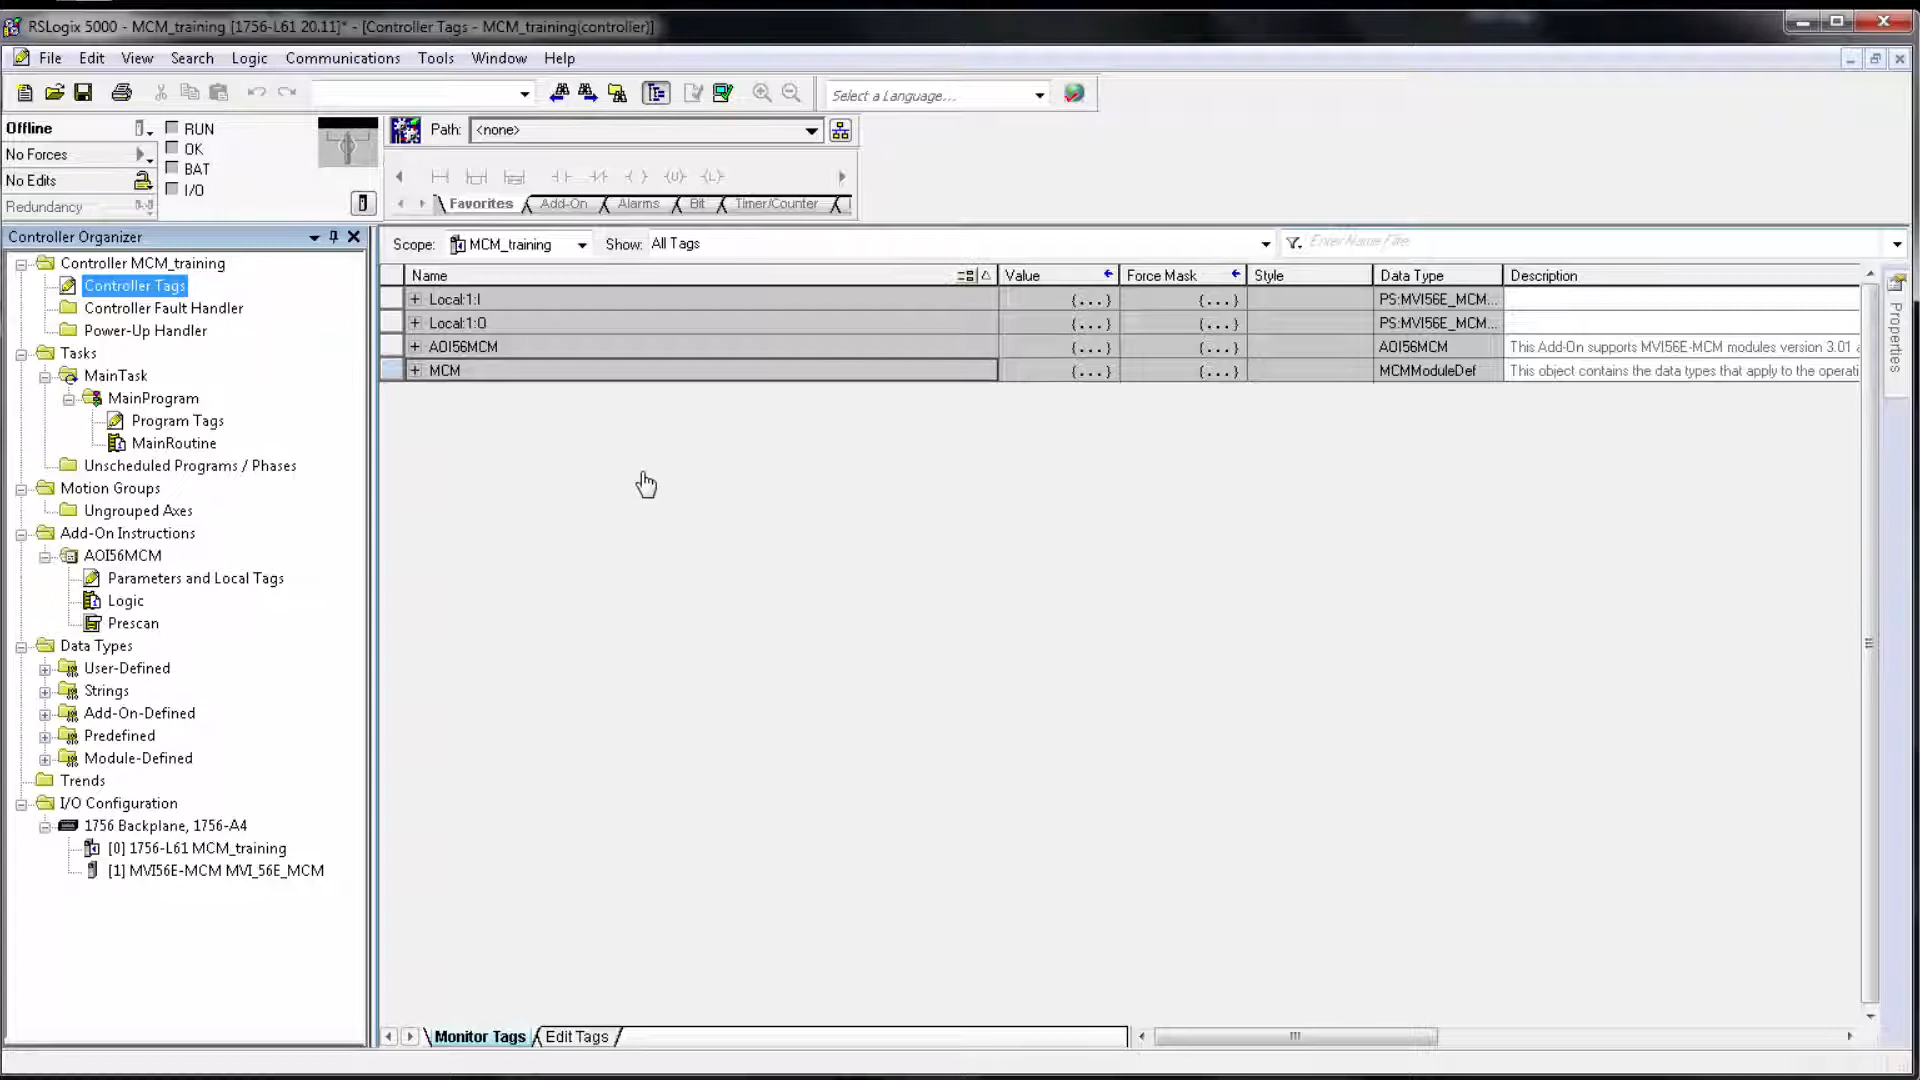 RSLogix 5000 - MCM_training [1756-L61 20.11]* - [Controller Tags - MCM_training(controller)]
File Edit View Search Logic Communications Tools Window Help
Select a Language...
Offline RUN
No Forces OK
No Edits BAT
Redundancy I/O
Path: <none>
Favorites Add-On Alarms Bit Timer/Counter
Controller Organizer
Controller MCM_training
Controller Tags
Controller Fault Handler
Power-Up Handler
Tasks
MainTask
MainProgram
Program Tags
MainRoutine
Unscheduled Programs / Phases
Motion Groups
Ungrouped Axes
Add-On Instructions
AOI56MCM
Parameters and Local Tags
Logic
Prescan
Data Types
User-Defined
Strings
Add-On-Defined
Predefined
Module-Defined
Trends
I/O Configuration
1756 Backplane, 1756-A4
[0] 1756-L61 MCM_training
[1] MVI56E-MCM MVI_56E_MCM
Scope: MCM_training Show: All Tags Enter Name Filter
Name Value Force Mask Style Data Type Description
Local:1:I {...} {...} PS:MVI56E_MCM...
Local:1:O {...} {...} PS:MVI56E_MCM...
AOI56MCM {...} {...} AOI56MCM This Add-On supports MVI56E-MCM modules version 3.01
MCM {...} {...} MCMModuleDef This object contains the data types that apply to the operati
Monitor Tags Edit Tags
Properties